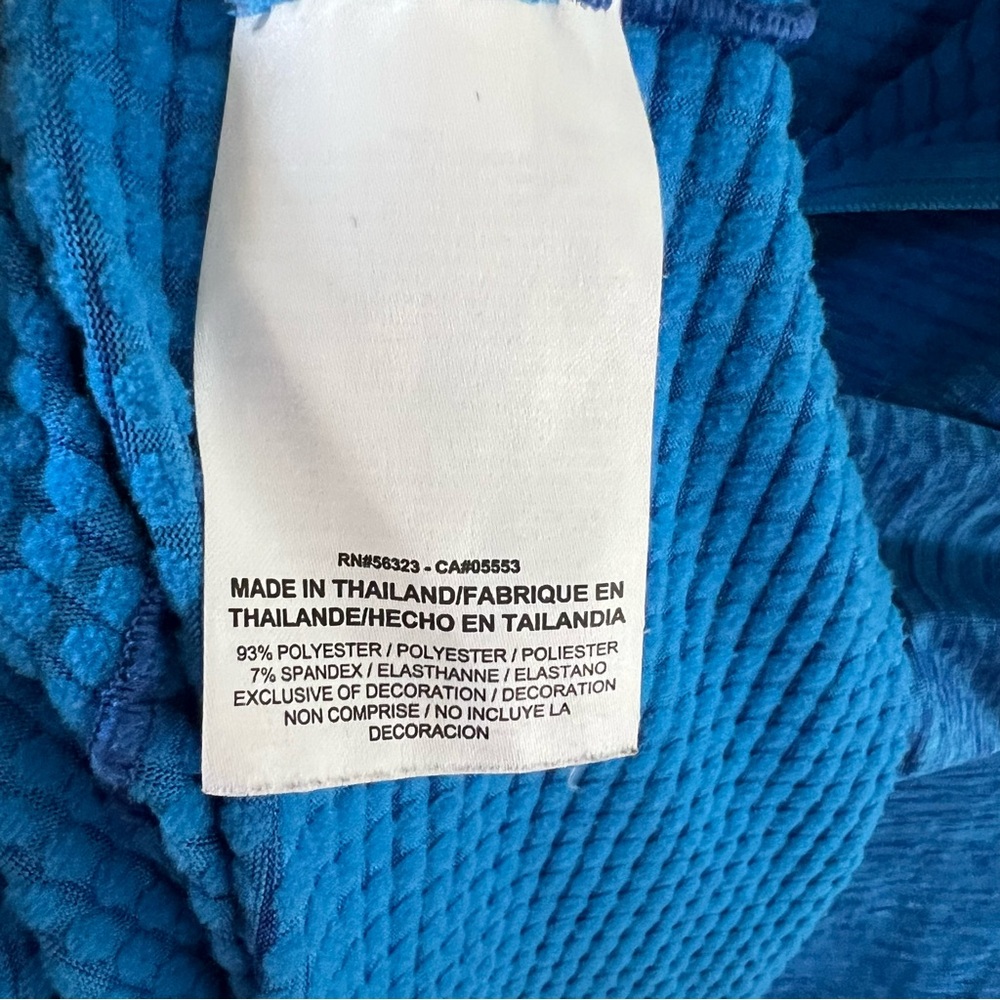 RN#56323 - CA#05553
MADE IN THAILAND/FABRIQUE EN
THAILANDE/HECHO EN TAILANDIA
93% POLYESTER / POLYESTER / POLIESTER
7% SPANDEX / ELASTHANNE / ELASTANO
EXCLUSIVE OF DECORATION / DECORATION
NON COMPRISE / NO INCLUYE LA
DECORACION